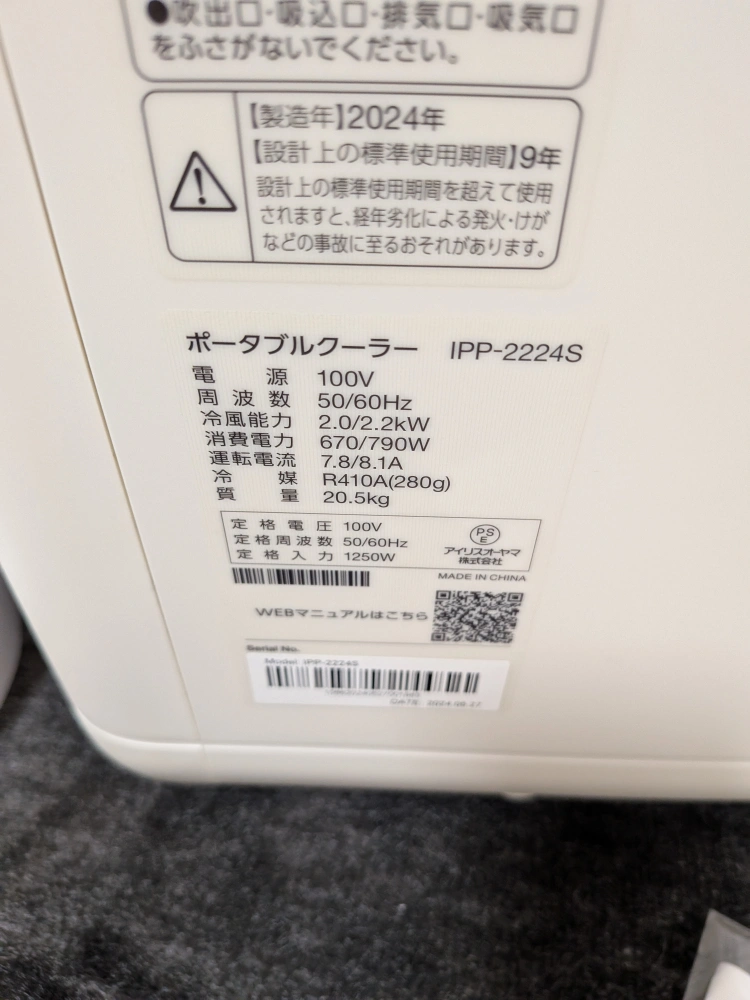 ●吹出口・吸込口・排気口・吸気口
をふさがないでください。
【製造年】2024年
【設計上の標準使用期間】9年
設計上の標準使用期間を超えて使用
されますと、経年劣化による発火・けが
などの事故に至るおそれがあります。
ポータブルクーラー IPP-2224S
電源 100V
周波数 50/60Hz
冷風能力 2.0/2.2kW
消費電力 670/790W
運転電流 7.8/8.1A
冷媒 R410A(280g)
質量 20.5kg
定格電圧 100V
定格周波数 50/60Hz
定格入力 1250W
PSE
アイリスオーヤマ
株式会社
MADE IN CHINA
WEBマニュアルはこちら
Serial No.
Model: IPP-2224S
DATE: 2024.09.27